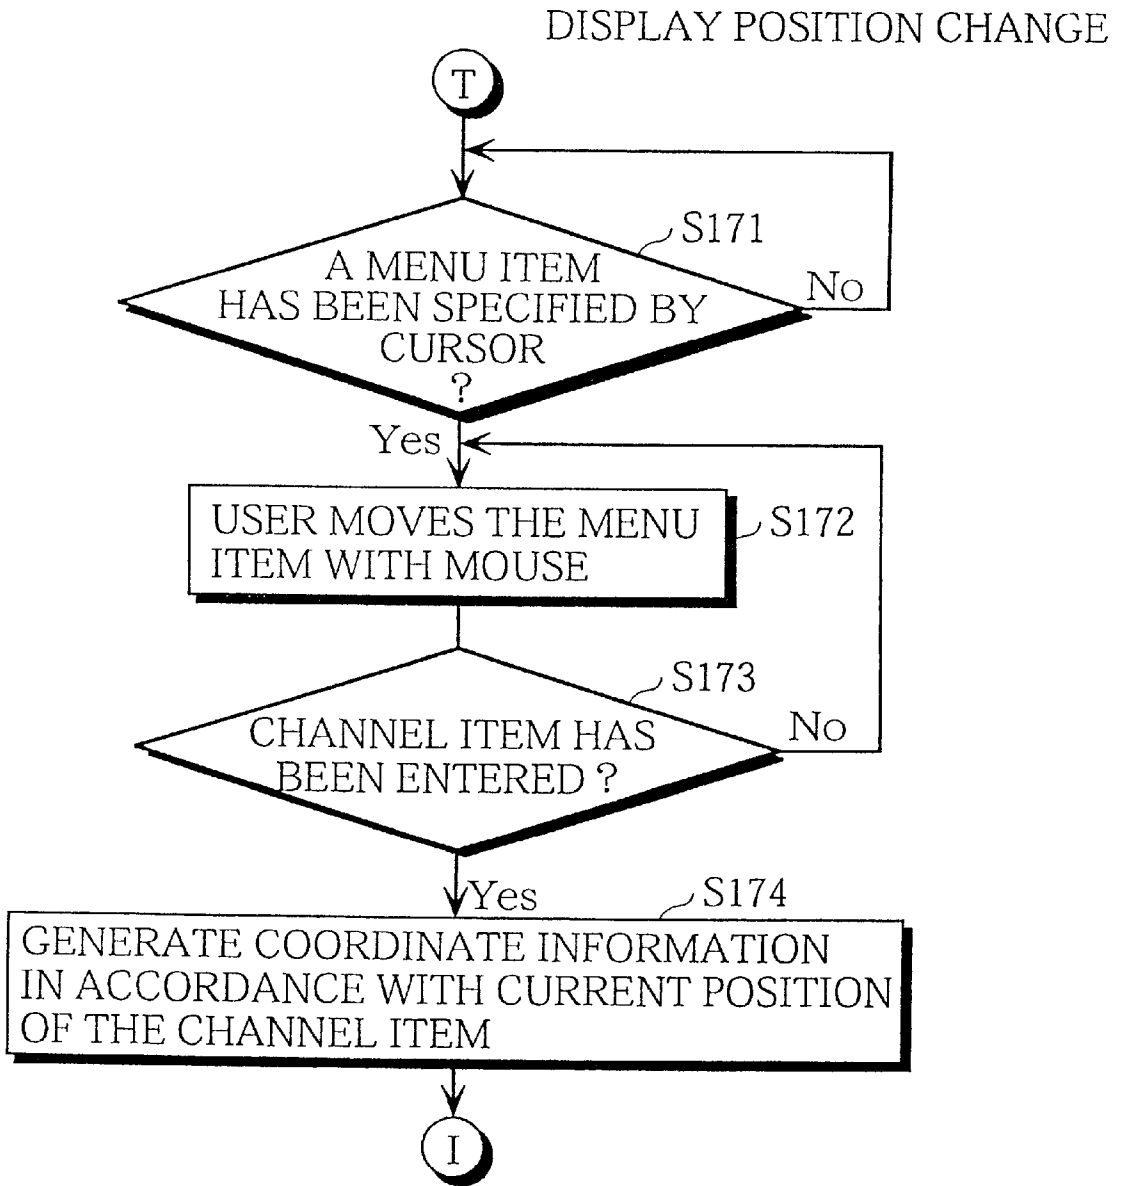 DISPLAY POSITION CHANGE
T
S171
A MENU ITEM
HAS BEEN SPECIFIED BY
CURSOR
?
No
Yes
USER MOVES THE MENU
ITEM WITH MOUSE
S172
S173
CHANNEL ITEM HAS
BEEN ENTERED ?
No
Yes
S174
GENERATE COORDINATE INFORMATION
IN ACCORDANCE WITH CURRENT POSITION
OF THE CHANNEL ITEM
I